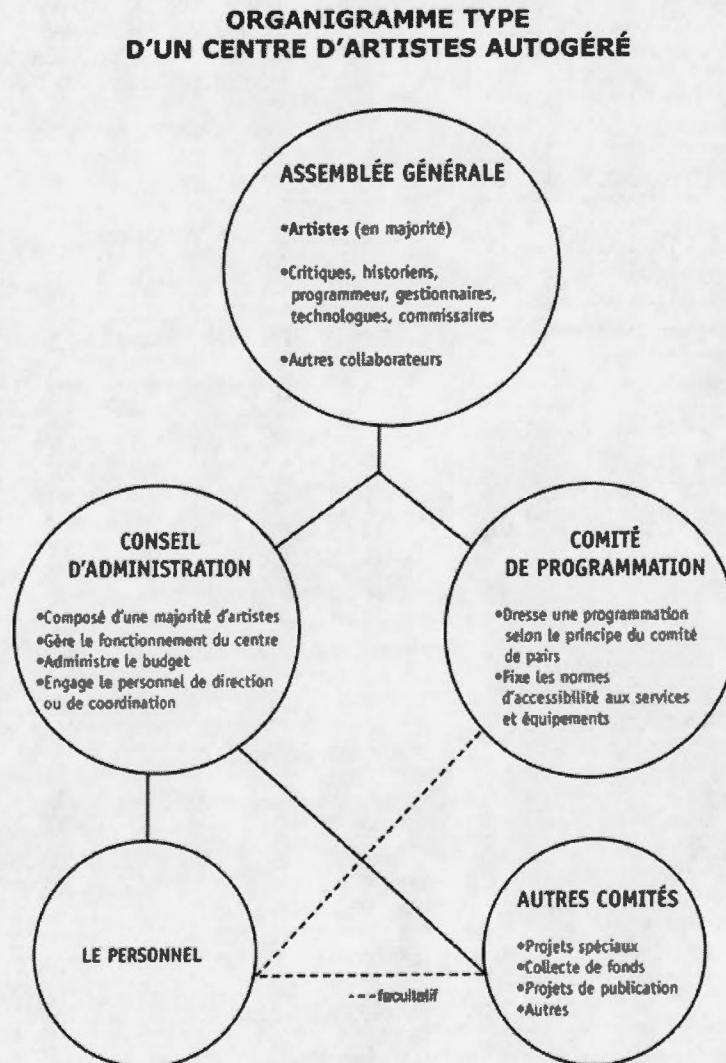 ORGANIGRAMME TYPE
D'UN CENTRE D'ARTISTES AUTOGÉRÉ
ASSEMBLÉE GÉNÉRALE
•Artistes (en majorité)
•Critiques, historiens,
programmeur, gestionnaires,
technologues, commissaires
•Autres collaborateurs
CONSEIL
D'ADMINISTRATION
•Composé d'une majorité d'artistes
•Gère le fonctionnement du centre
•Administre le budget
•Engage le personnel de direction
ou de coordination
COMITÉ
DE PROGRAMMATION
•Dresse une programmation
selon le principe du comité
de pairs
•Fixe les normes
d'accessibilité aux services
et équipements
LE PERSONNEL
AUTRES COMITÉS
•Projets spéciaux
•Collecte de fonds
•Projets de publication
•Autres
---facultatif